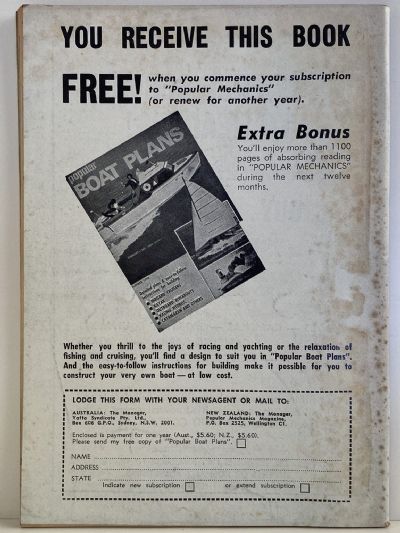 YOU RECEIVE THIS BOOK
FREE! when you commence your subscription
to "Popular Mechanics"
(or renew for another year).
Extra Bonus
You'll enjoy more than 1100
pages of absorbing reading
in "POPULAR MECHANICS"
during the next twelve
months.
popular
BOAT PLANS
Whether you thrill to the joys of racing and yachting or the relaxation of
fishing and cruising, you'll find a design to suit you in "Popular Boat Plans".
And the easy-to-follow instructions for building make it possible for you to
construct your very own boat — at low cost.
LODGE THIS FORM WITH YOUR NEWSAGENT OR MAIL TO:
AUSTRALIA: The Manager,
Yaffa Syndicate Pty. Ltd.,
Box 606 G.P.O., Sydney, N.S.W. 2001.
NEW ZEALAND: The Manager,
Popular Mechanics Magazine,
P.O. Box 2525, Wellington C1.
Enclosed is payment for one year (Aust., $5.60; N.Z., $5.60).
Please send my free copy of "Popular Boat Plans".
NAME
ADDRESS
STATE
Indicate new subscription or extend subscription